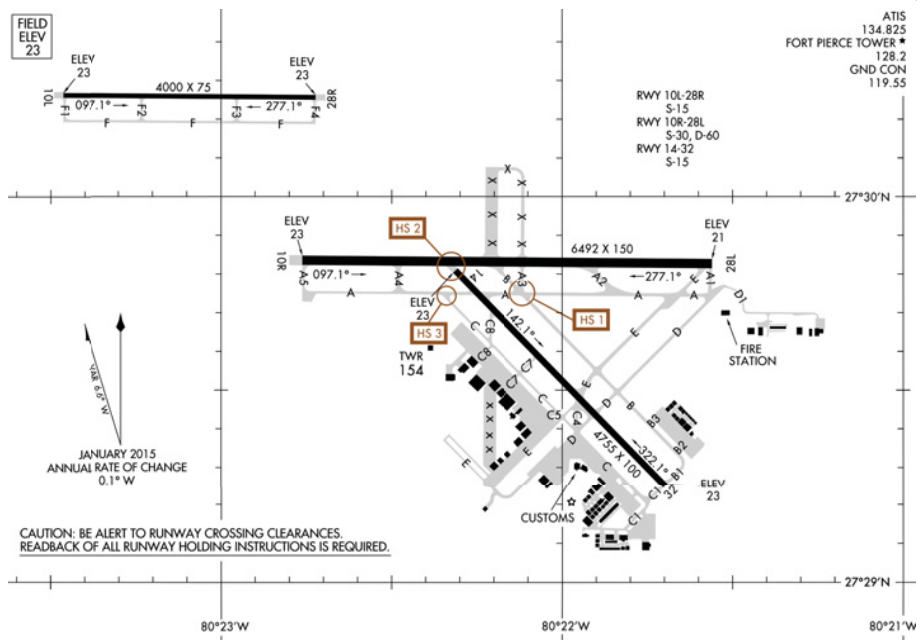 FIELD
ELEV
23
ATIS
134.825
FORT PIERCE TOWER ★
128.2
GND CON
119.55
ELEV
23
ELEV
23
4000 X 75
10L
28R
097.1°
277.1°
F1
F2
F3
F4
F
F
RWY 10L-28R
S-15
RWY 10R-28L
S-30, D-60
RWY 14-32
S-15
27°30'N
X
X
X
X
X
X
X
ELEV
23
HS 2
ELEV
21
6492 X 150
10R
28L
097.1°
277.1°
14
B
A3
A2
E
A1
A5
A4
A
A
A
E
D1
ELEV
23
HS 3
HS 1
C
C8
142.1°
E
D
FIRE
STATION
TWR
154
C8
C7
C7
E
C
D
B
B3
X
X
X
X
C5
C4
D
B2
4755 X 100
322.1°
B1
E
E
C
C1
32
ELEV
23
CUSTOMS
C1
VAR 6.6° W
JANUARY 2015
ANNUAL RATE OF CHANGE
0.1° W
CAUTION: BE ALERT TO RUNWAY CROSSING CLEARANCES.
READBACK OF ALL RUNWAY HOLDING INSTRUCTIONS IS REQUIRED.
27°29'N
80°23'W
80°22'W
80°21'W